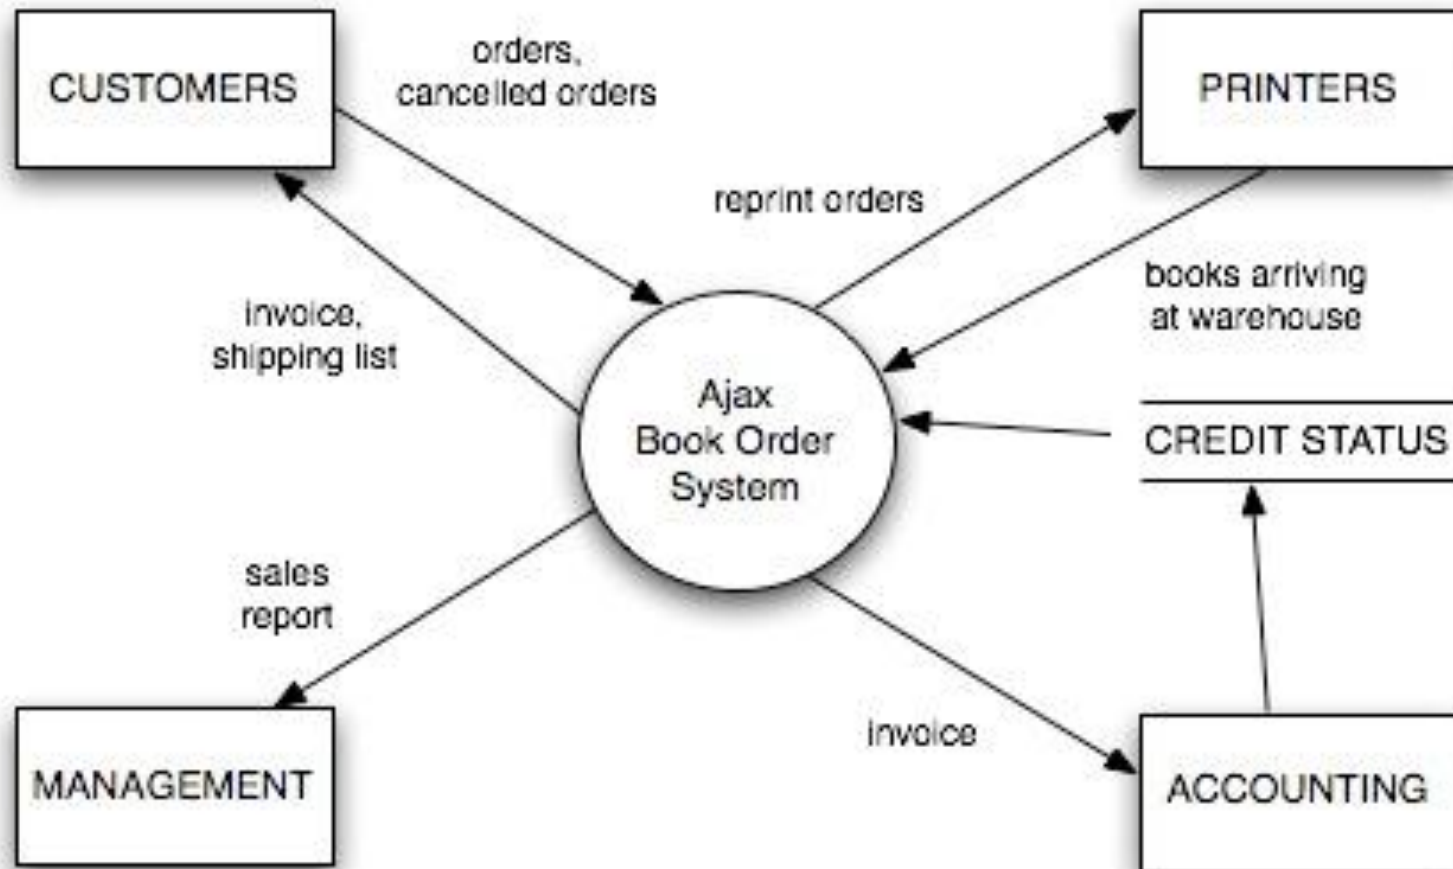 CUSTOMERS
orders,
cancelled orders
PRINTERS
reprint orders
books arriving
at warehouse
invoice,
shipping list
Ajax
Book Order
System
CREDIT STATUS
sales
report
invoice
MANAGEMENT
ACCOUNTING